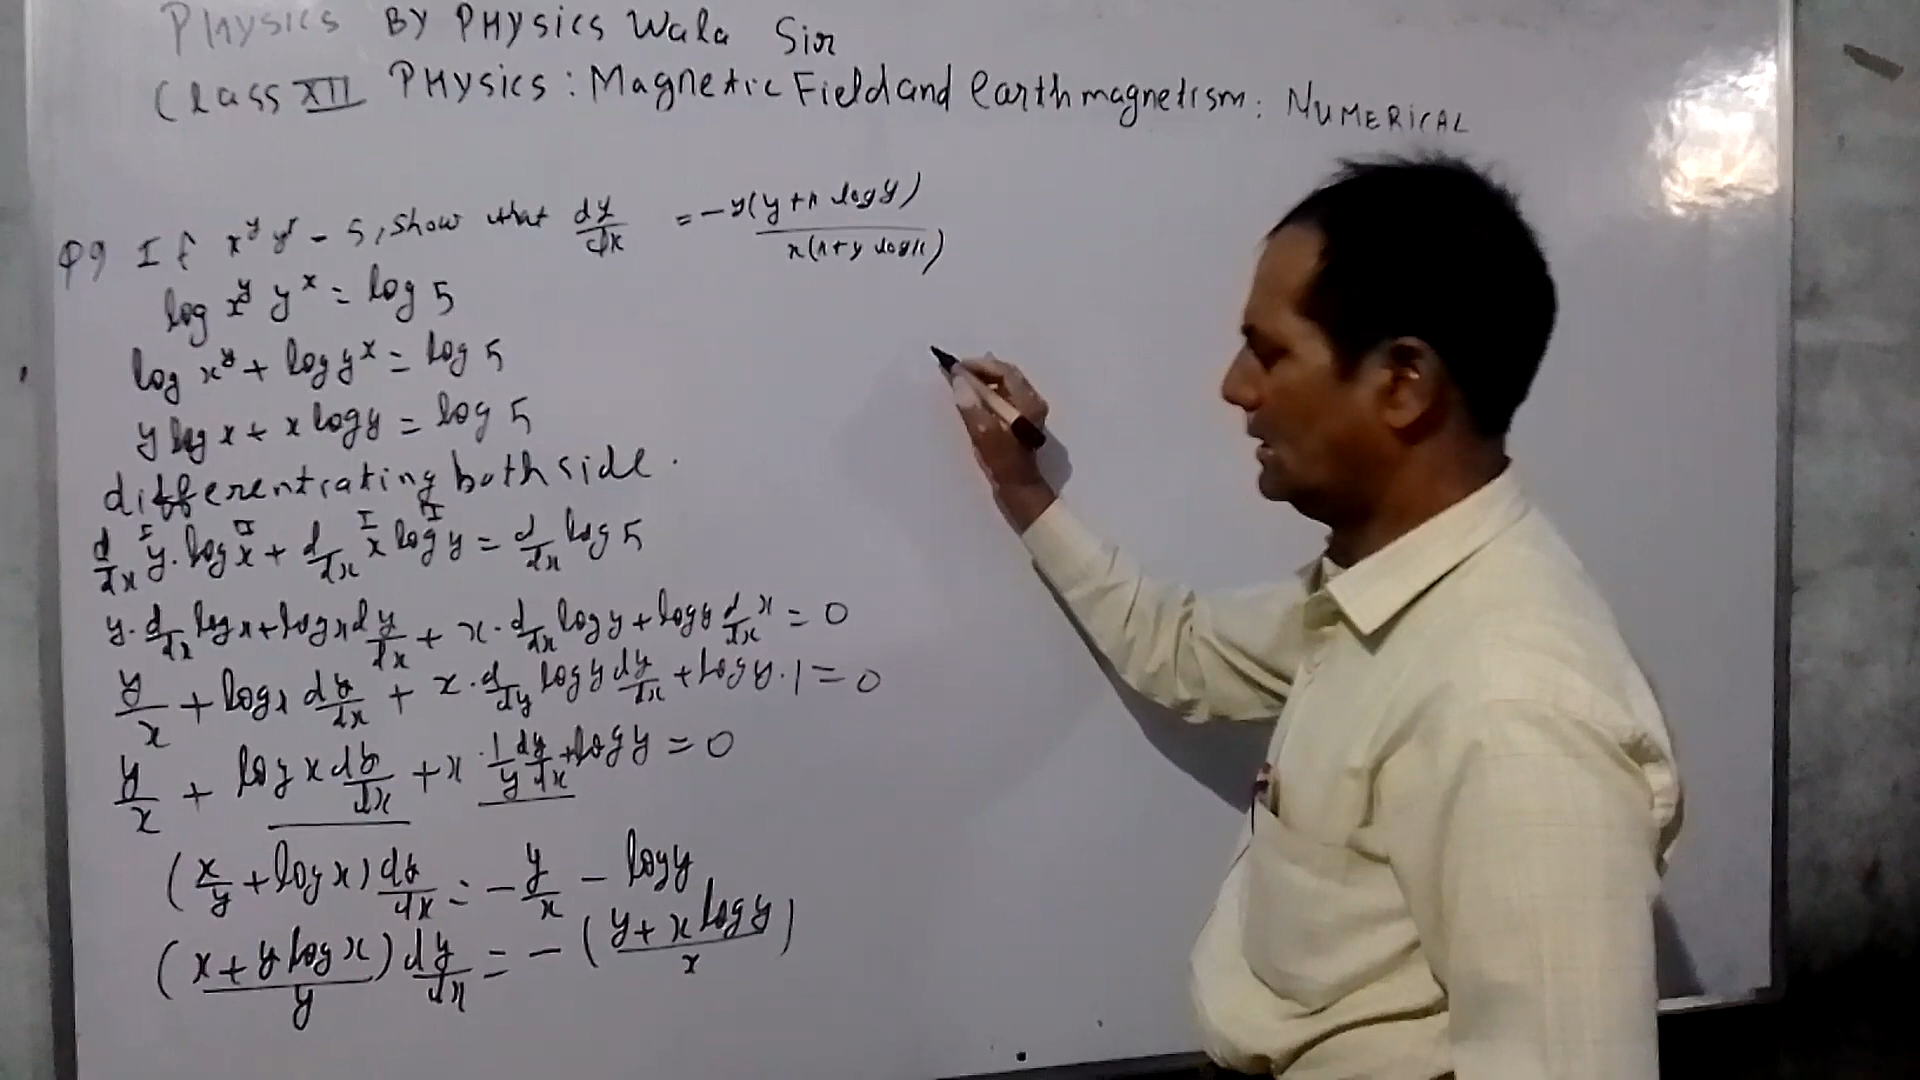 PHYSICS BY PHYSICS Wala Sir
Class XII PHYSICS : Magnetic Field and earth magnetism : NUMERICAL
Q9 If x^y y^x = 5, show that dy/dx = -y(y+x log y)/x(x+y log x)
log x^y y^x = log 5
log x^y + log y^x = log 5
y log x + x log y = log 5
differentiating both side.
d/dx y^I . log x^II + d/dx x^I log y^II = d/dx log 5
y. d/dx log x + log x dy/dx + x. d/dx log y + log y d/dx x = 0
y/x + log x dy/dx + x. d/dy log y dy/dx + log y. 1 = 0
y/x + log x dy/dx + x . 1/y dy/dx + log y = 0
(x/y + log x) dy/dx = - y/x - log y
(x + y log x)/y dy/dx = - (y + x log y)/x